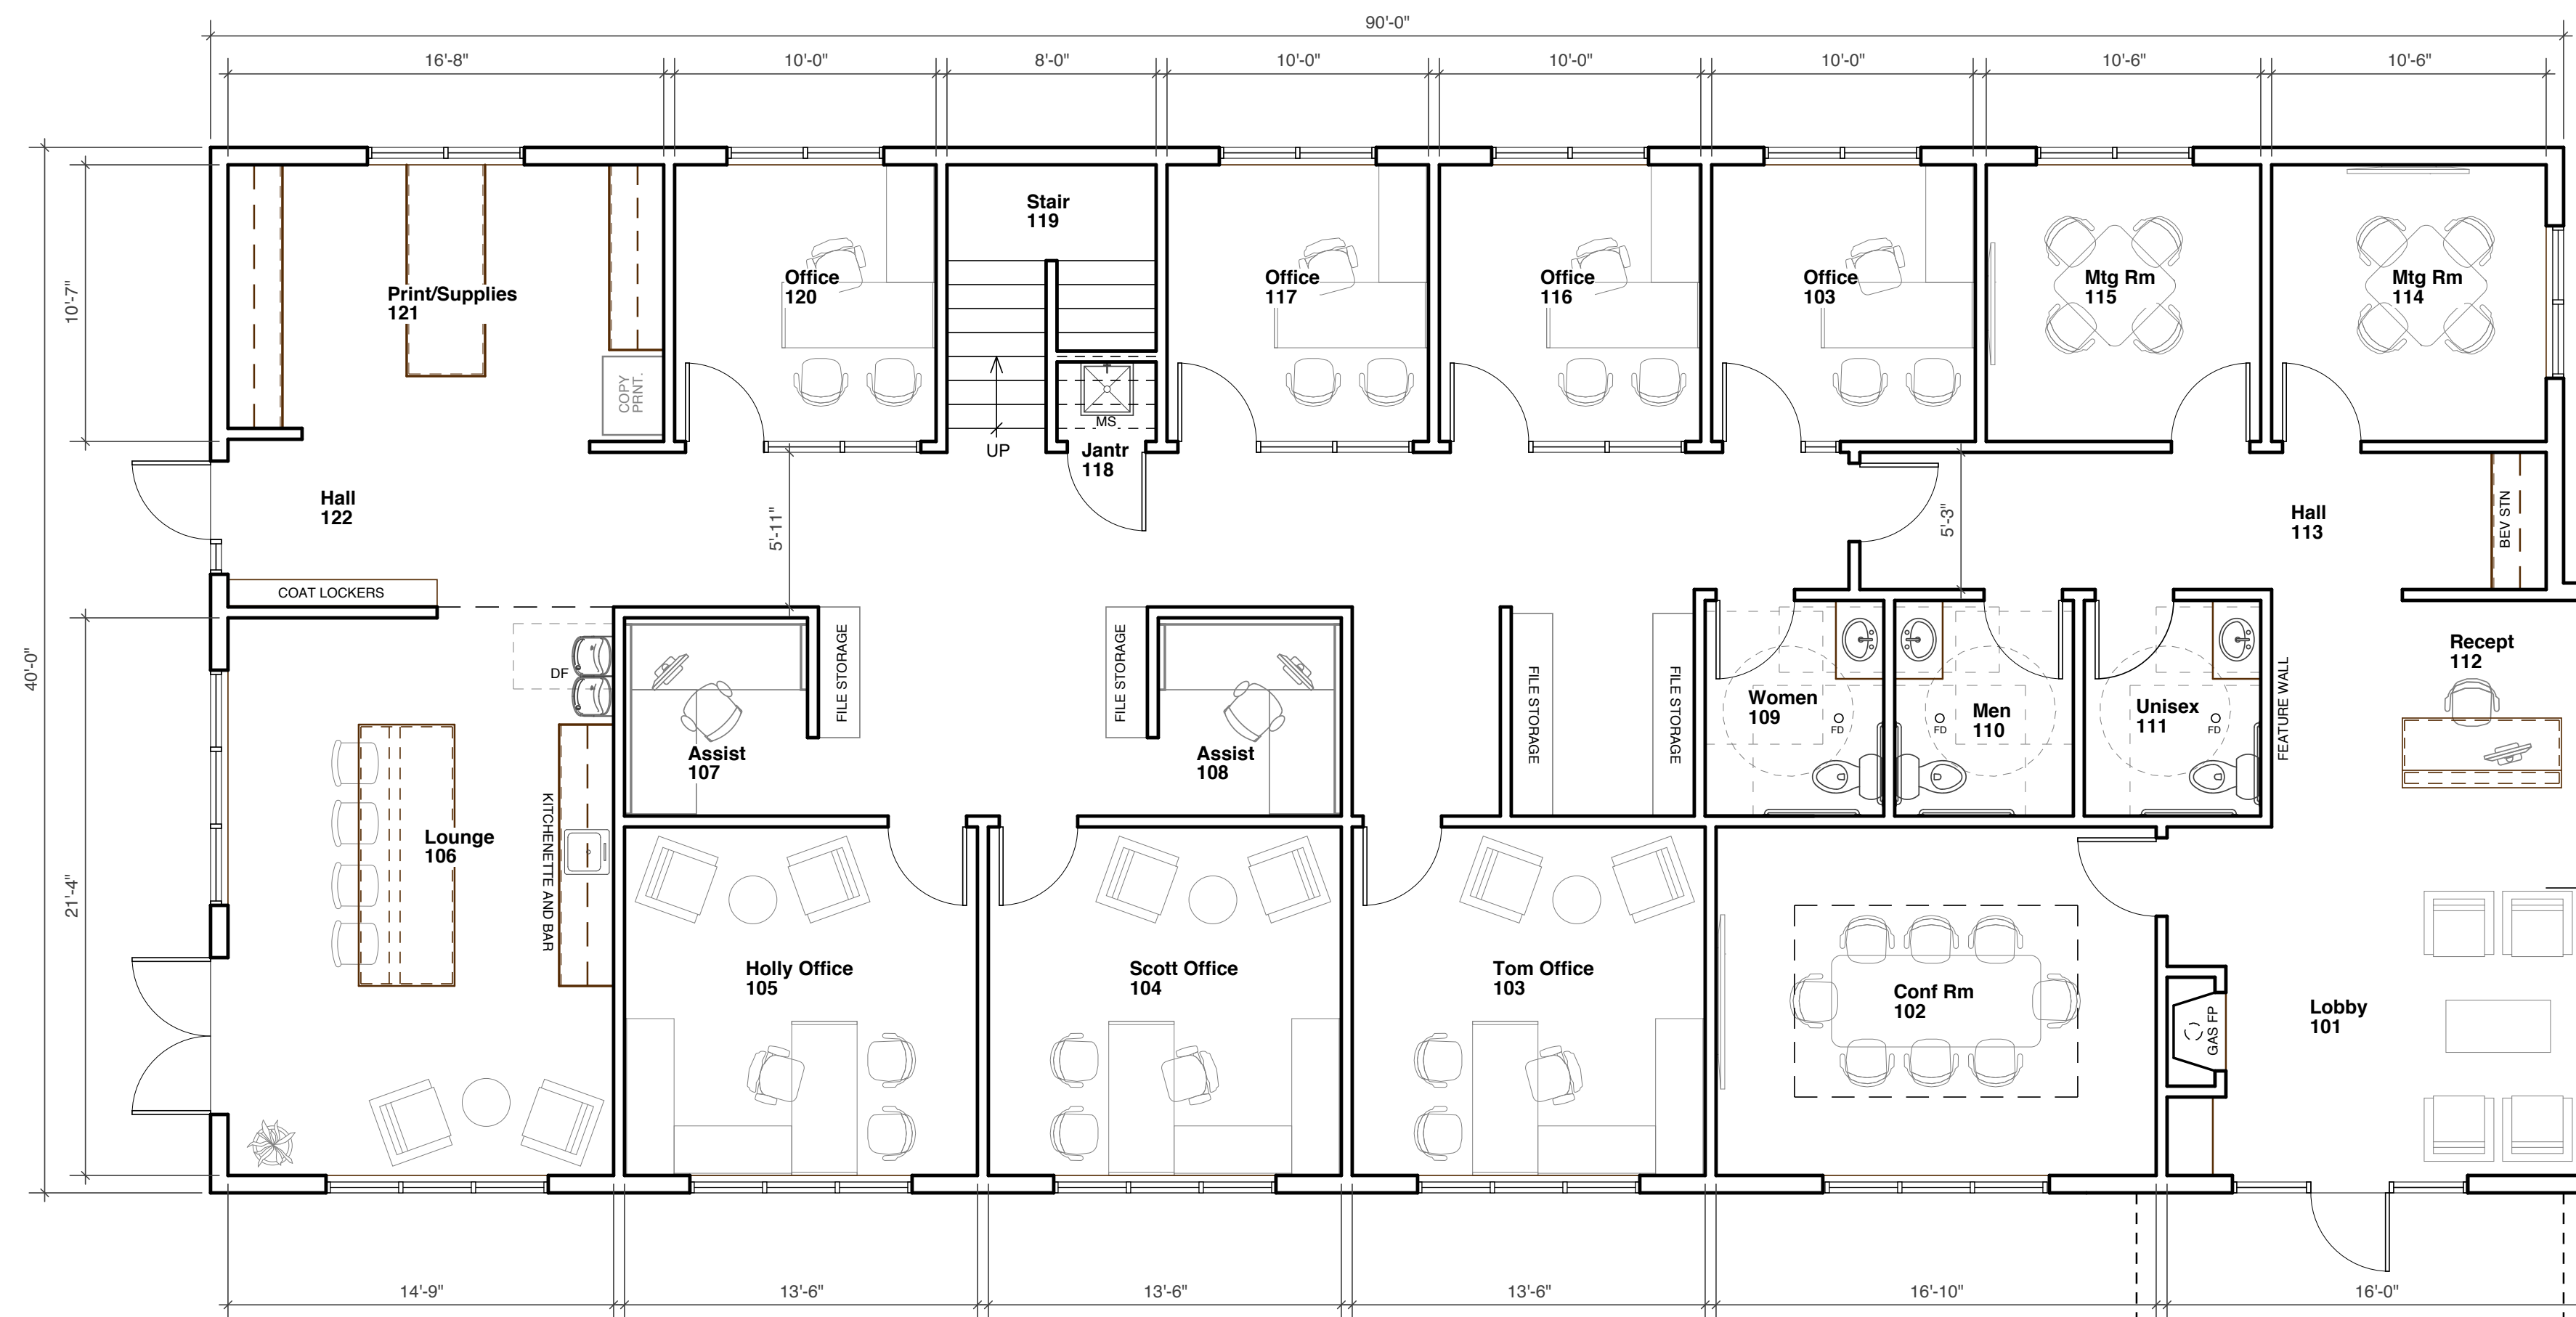 90'-0"
16'-8"
10'-0"
8'-0"
10'-0"
10'-0"
10'-0"
10'-6"
10'-6"
Stair
119
Print/Supplies
121
Office
120
Office
117
Office
116
Office
103
Mtg Rm
115
Mtg Rm
114
10'-7"
COPY
PRNT.
MS
UP
Jantr
118
Hall
122
5'-11"
5'-3"
Hall
113
BEV STN
COAT LOCKERS
40'-0"
DF
FILE STORAGE
FILE STORAGE
FILE STORAGE
FILE STORAGE
Recept
112
Women
109
Men
110
Unisex
111
FD
FD
FD
FEATURE WALL
Assist
107
Assist
108
Lounge
106
KITCHENETTE AND BAR
21'-4"
Holly Office
105
Scott Office
104
Tom Office
103
Conf Rm
102
GAS FP
Lobby
101
14'-9"
13'-6"
13'-6"
13'-6"
16'-10"
16'-0"